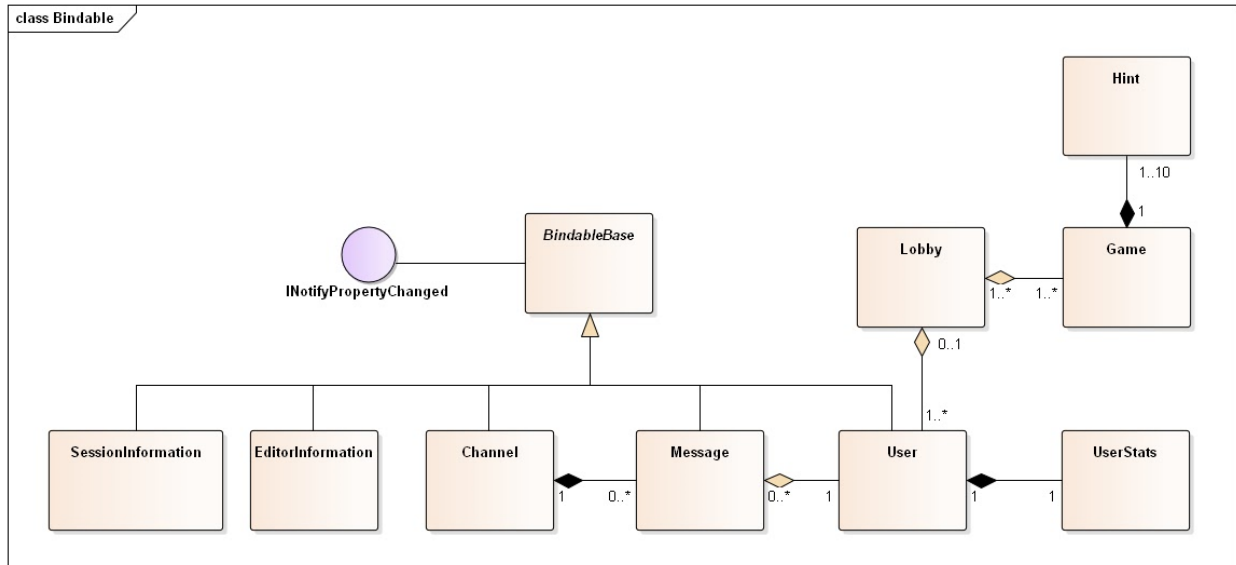 class Bindable
Hint
1..10
1
BindableBase
Lobby
Game
INotifyPropertyChanged
1..*
1..*
0..1
1..*
SessionInformation
EditorInformation
Channel
Message
User
UserStats
1
0..*
0..*
1
1
1